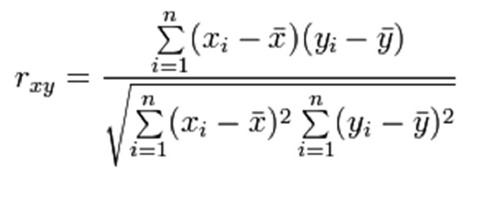 r_{xy} = \frac{\sum_{i=1}^{n}(x_i - \bar{x})(y_i - \bar{y})}{\sqrt{\sum_{i=1}^{n}(x_i - \bar{x})^2 \sum_{i=1}^{n}(y_i - \bar{y})^2}}